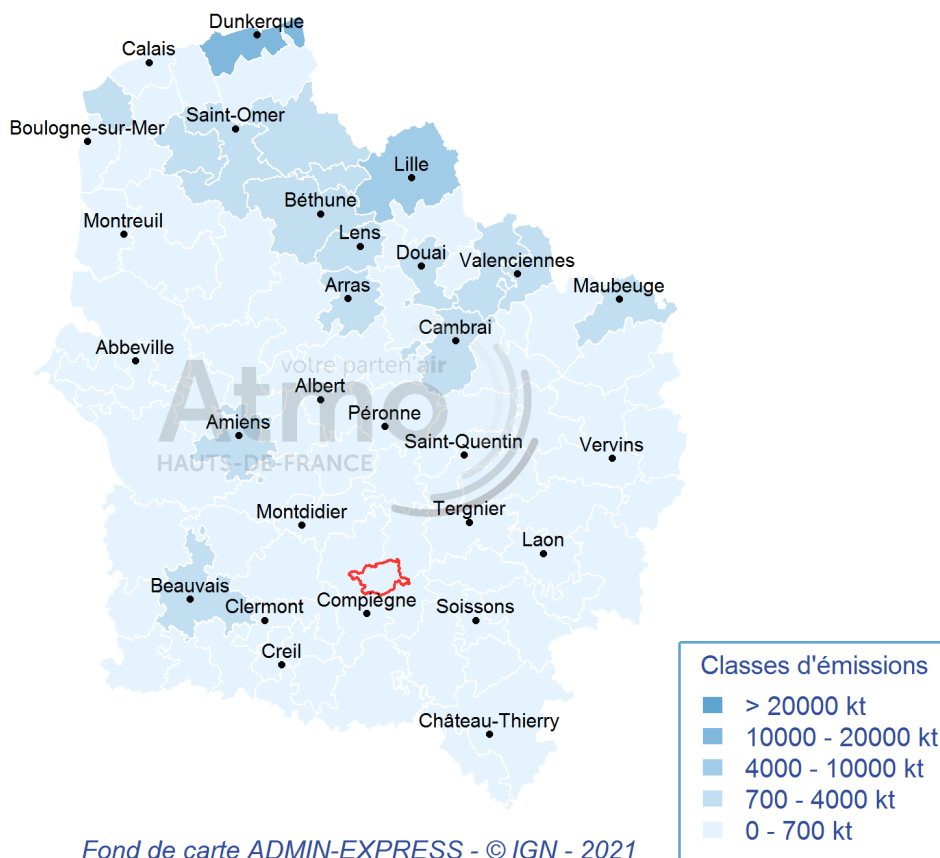 Dunkerque
Calais
Saint-Omer
Boulogne-sur-Mer
Lille
Béthune
Montreuil
Lens
Douai
Valenciennes
Arras
Maubeuge
Cambrai
Abbeville
votre parten air
Atmo
HAUTS-DE-FRANCE
Albert
Péronne
Amiens
Saint-Quentin
Vervins
Montdidier
Tergnier
Laon
Beauvais
Clermont
Compiègne
Soissons
Creil
Château-Thierry
Classes d'émissions
> 20000 kt
10000 - 20000 kt
4000 - 10000 kt
700 - 4000 kt
0 - 700 kt
Fond de carte ADMIN-EXPRESS - © IGN - 2021